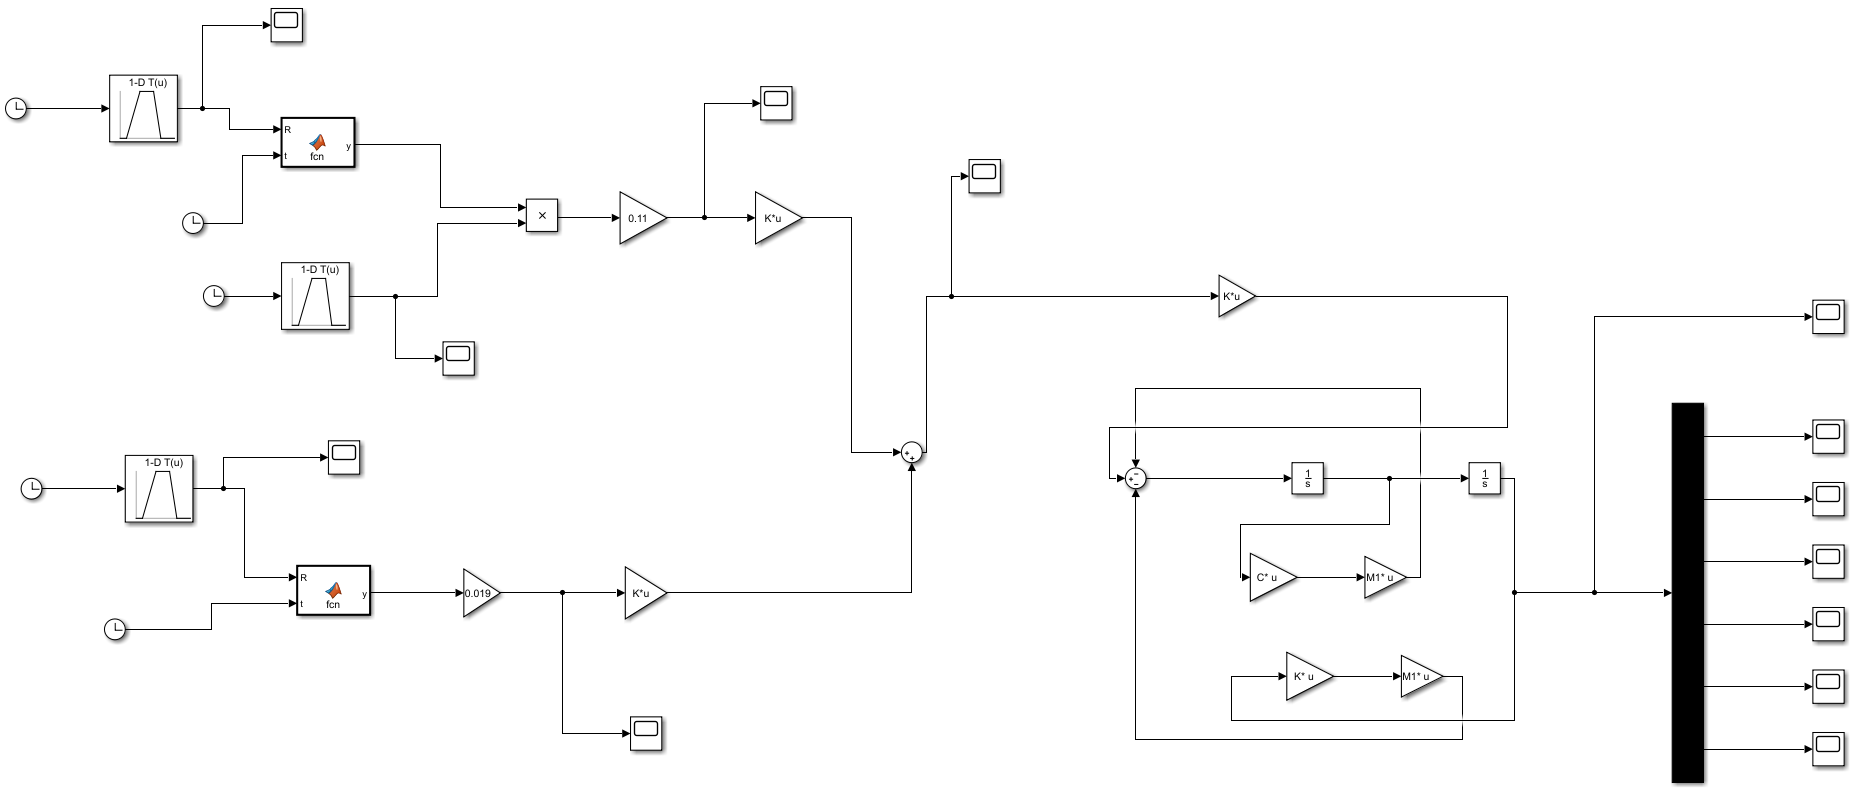 1-D T(u)
R
t
fcn
y
×
0.11
K*u
1-D T(u)
K*u
1-D T(u)
+
+
+
−
−
1
s
1
s
R
t
fcn
y
0.019
K*u
C* u
M1* u
K* u
M1* u